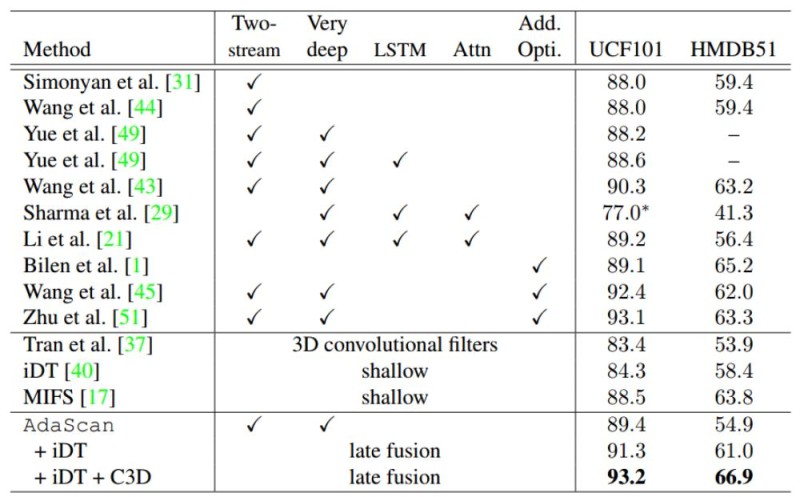 Method Two-stream Very deep LSTM Attn Add. Opti. UCF101 HMDB51
Simonyan et al. [31] ✓ 88.0 59.4
Wang et al. [44] ✓ 88.0 59.4
Yue et al. [49] ✓ ✓ 88.2 –
Yue et al. [49] ✓ ✓ ✓ 88.6 –
Wang et al. [43] ✓ ✓ 90.3 63.2
Sharma et al. [29] ✓ ✓ ✓ 77.0* 41.3
Li et al. [21] ✓ ✓ ✓ ✓ 89.2 56.4
Bilen et al. [1] ✓ 89.1 65.2
Wang et al. [45] ✓ ✓ ✓ 92.4 62.0
Zhu et al. [51] ✓ ✓ ✓ 93.1 63.3
Tran et al. [37] 3D convolutional filters 83.4 53.9
iDT [40] shallow 84.3 58.4
MIFS [17] shallow 88.5 63.8
AdaScan ✓ ✓ 89.4 54.9
+ iDT late fusion 91.3 61.0
+ iDT + C3D late fusion 93.2 66.9